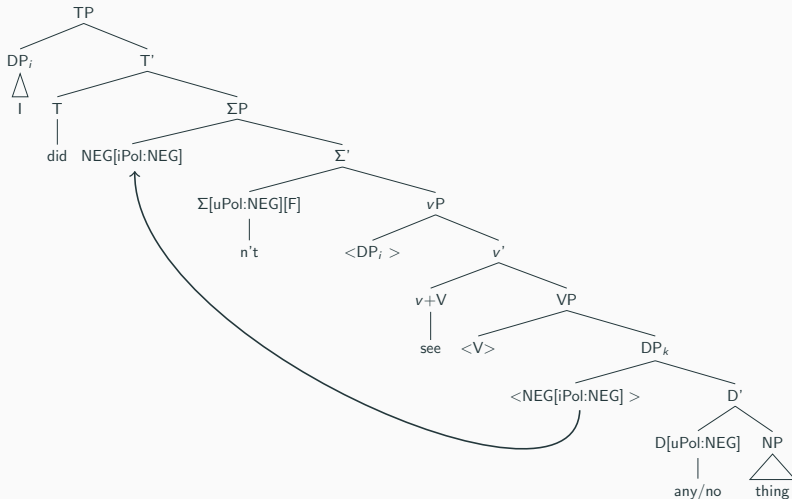 TP
DPi T'
I T ΣP
did NEG[iPol:NEG] Σ'
Σ[uPol:NEG][F] vP
n't <DPi > v'
v+V VP
see <V> DPk
<NEG[iPol:NEG] > D'
D[uPol:NEG] NP
any/no thing